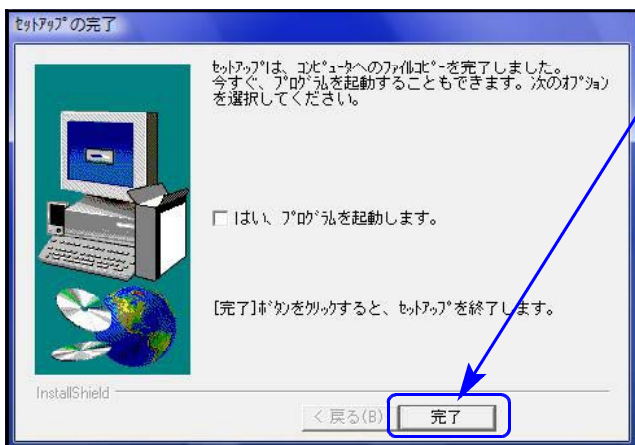 ｾｯﾄｱｯﾌﾟの完了
ｾｯﾄｱｯﾌﾟは、ｺﾝﾋﾟｭｰﾀへのﾌｧｲﾙｺﾋﾟｰを完了しました。
今すぐ、ﾌﾟﾛｸﾞﾗﾑを起動することもできます。次のｵﾌﾟｼｮﾝ
を選択してください。
はい、ﾌﾟﾛｸﾞﾗﾑを起動します。
[完了]ﾎﾞﾀﾝをｸﾘｯｸすると、ｾｯﾄｱｯﾌﾟを終了します。
InstallShield
< 戻る(B)
完了